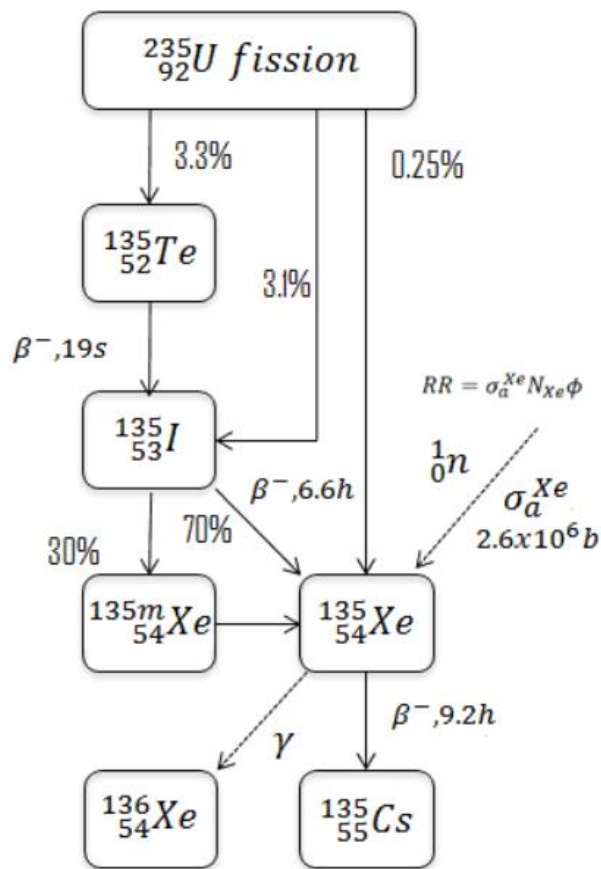 ²³⁵₉₂U fission
3.3%
0.25%
¹³⁵₅₂Te
3.1%
β⁻,19s
RR = σₐˣᵉN_Xeϕ
¹³⁵₅₃I
¹₀n
β⁻,6.6h
σₐˣᵉ
2.6x10⁶b
30%
70%
¹³⁵ᵐ₅₄Xe
¹³⁵₅₄Xe
β⁻,9.2h
γ
¹³⁶₅₄Xe
¹³⁵₅₅Cs